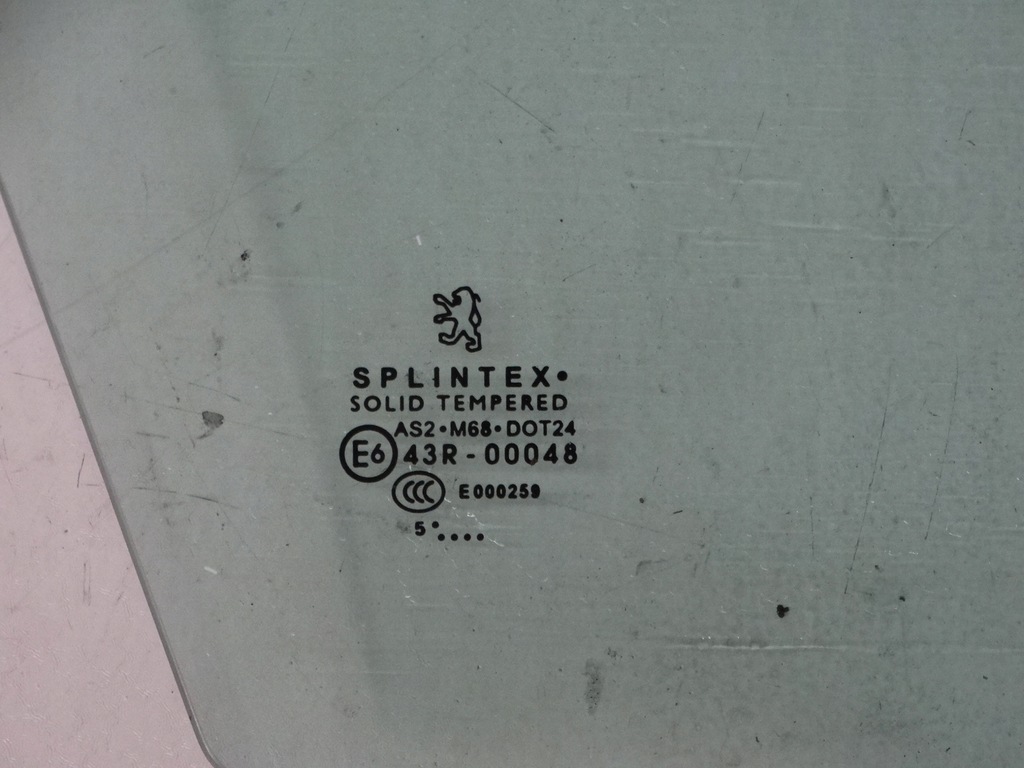 SPLINTEX•
SOLID TEMPERED
AS2•M68•DOT24
E6 43R-00048
CCC E000259
5•....